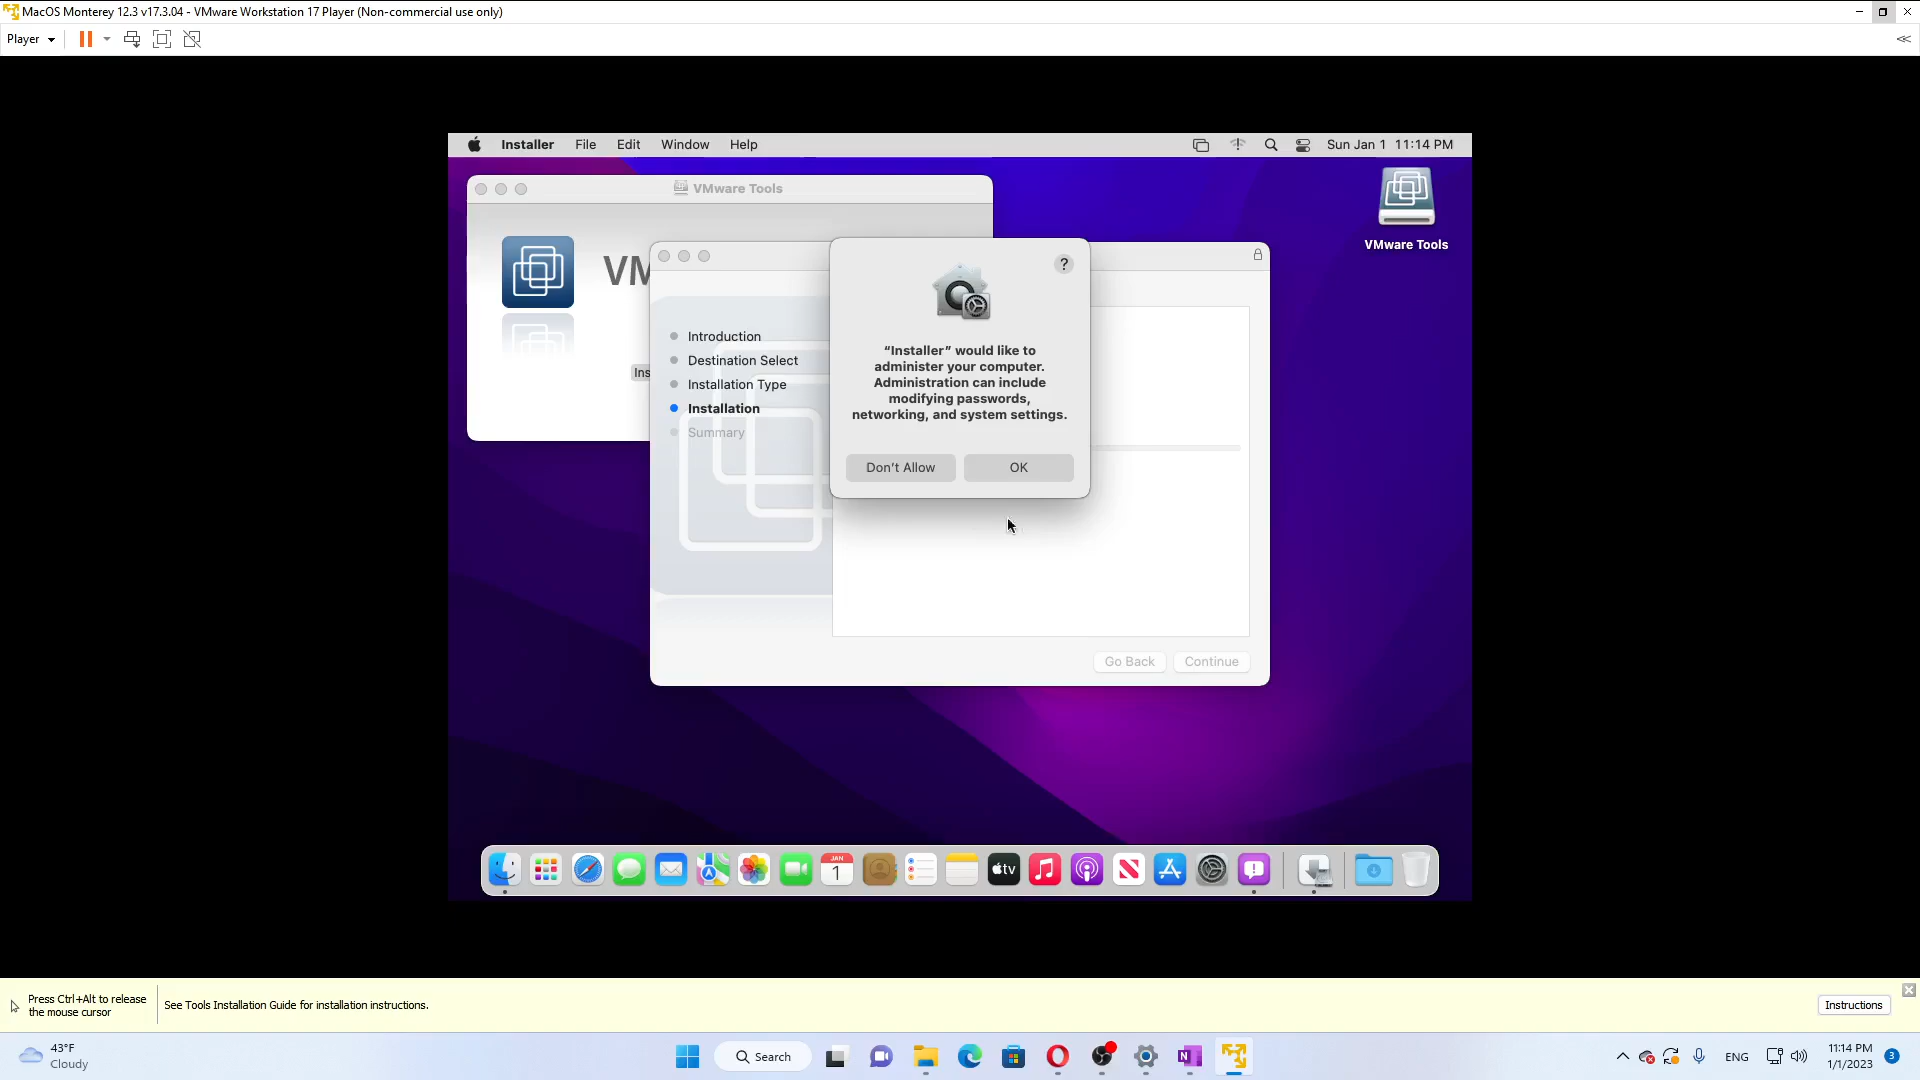 MacOS Monterey 12.3 v17.3.04 - VMware Workstation 17 Player (Non-commercial use only)
Player
Installer File Edit Window Help
Sun Jan 1 11:14 PM
VMware Tools
VMware Tools
VM
Ins
?
Introduction
Destination Select
Installation Type
Installation
Summary
“Installer” would like to
administer your computer.
Administration can include
modifying passwords,
networking, and system settings.
Don't Allow
OK
Go Back
Continue
JAN
1
tv
Press Ctrl+Alt to release
the mouse cursor
See Tools Installation Guide for installation instructions.
Instructions
43°F
Cloudy
Search
N
ENG
11:14 PM
1/1/2023
3